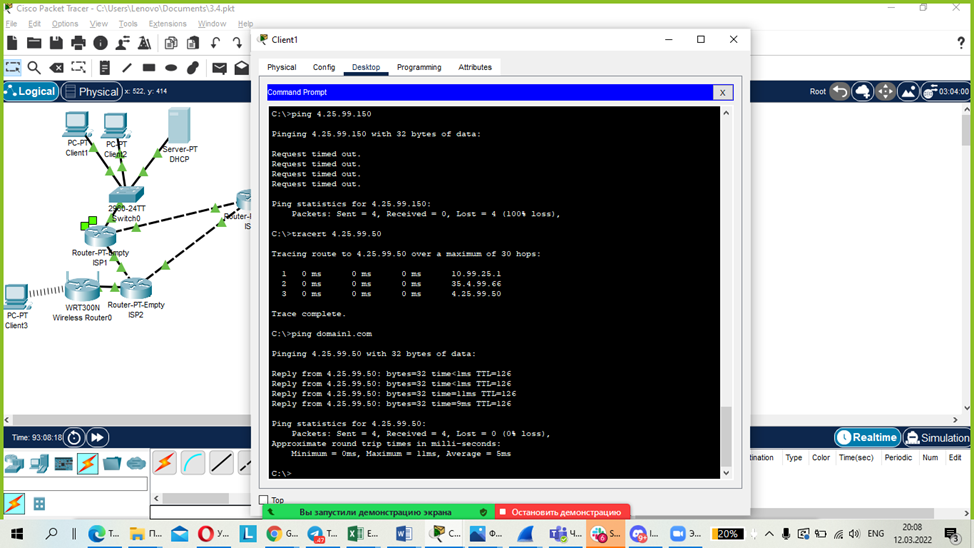 Cisco Packet Tracer - C:\Users\Lenovo\Documents\3.4.pkt
File Edit Options View Tools Extensions Window Help
Client1
Physical Config Desktop Programming Attributes
Logical Physical x: 522, y: 414
Root 03:04:00
Command Prompt X
C:\>ping 4.25.99.150
Pinging 4.25.99.150 with 32 bytes of data:
Request timed out.
Request timed out.
Request timed out.
Request timed out.
Ping statistics for 4.25.99.150:
Packets: Sent = 4, Received = 0, Lost = 4 (100% loss),
C:\>tracert 4.25.99.50
Tracing route to 4.25.99.50 over a maximum of 30 hops:
1 0 ms 0 ms 0 ms 10.99.25.1
2 0 ms 0 ms 0 ms 35.4.99.66
3 0 ms 0 ms 0 ms 4.25.99.50
Trace complete.
C:\>ping domain1.com
Pinging 4.25.99.50 with 32 bytes of data:
Reply from 4.25.99.50: bytes=32 time<1ms TTL=126
Reply from 4.25.99.50: bytes=32 time<1ms TTL=126
Reply from 4.25.99.50: bytes=32 time=11ms TTL=126
Reply from 4.25.99.50: bytes=32 time=9ms TTL=126
Ping statistics for 4.25.99.50:
Packets: Sent = 4, Received = 4, Lost = 0 (0% loss),
Approximate round trip times in milli-seconds:
Minimum = 0ms, Maximum = 11ms, Average = 5ms
C:\>
Top
PC-PT
Client1
PC-PT
Client2
Server-PT
DHCP
2960-24TT
Switch0
Router-PT-Empty
ISP1
WRT300N
Wireless Router0
Router-PT-Empty
ISP2
PC-PT
Client3
Time: 93:08:18
Realtime Simulation
Type Color Time(sec) Periodic Num Edit
Вы запустили демонстрацию экрана
Остановить демонстрацию
20%
ENG
20:08
12.03.2022